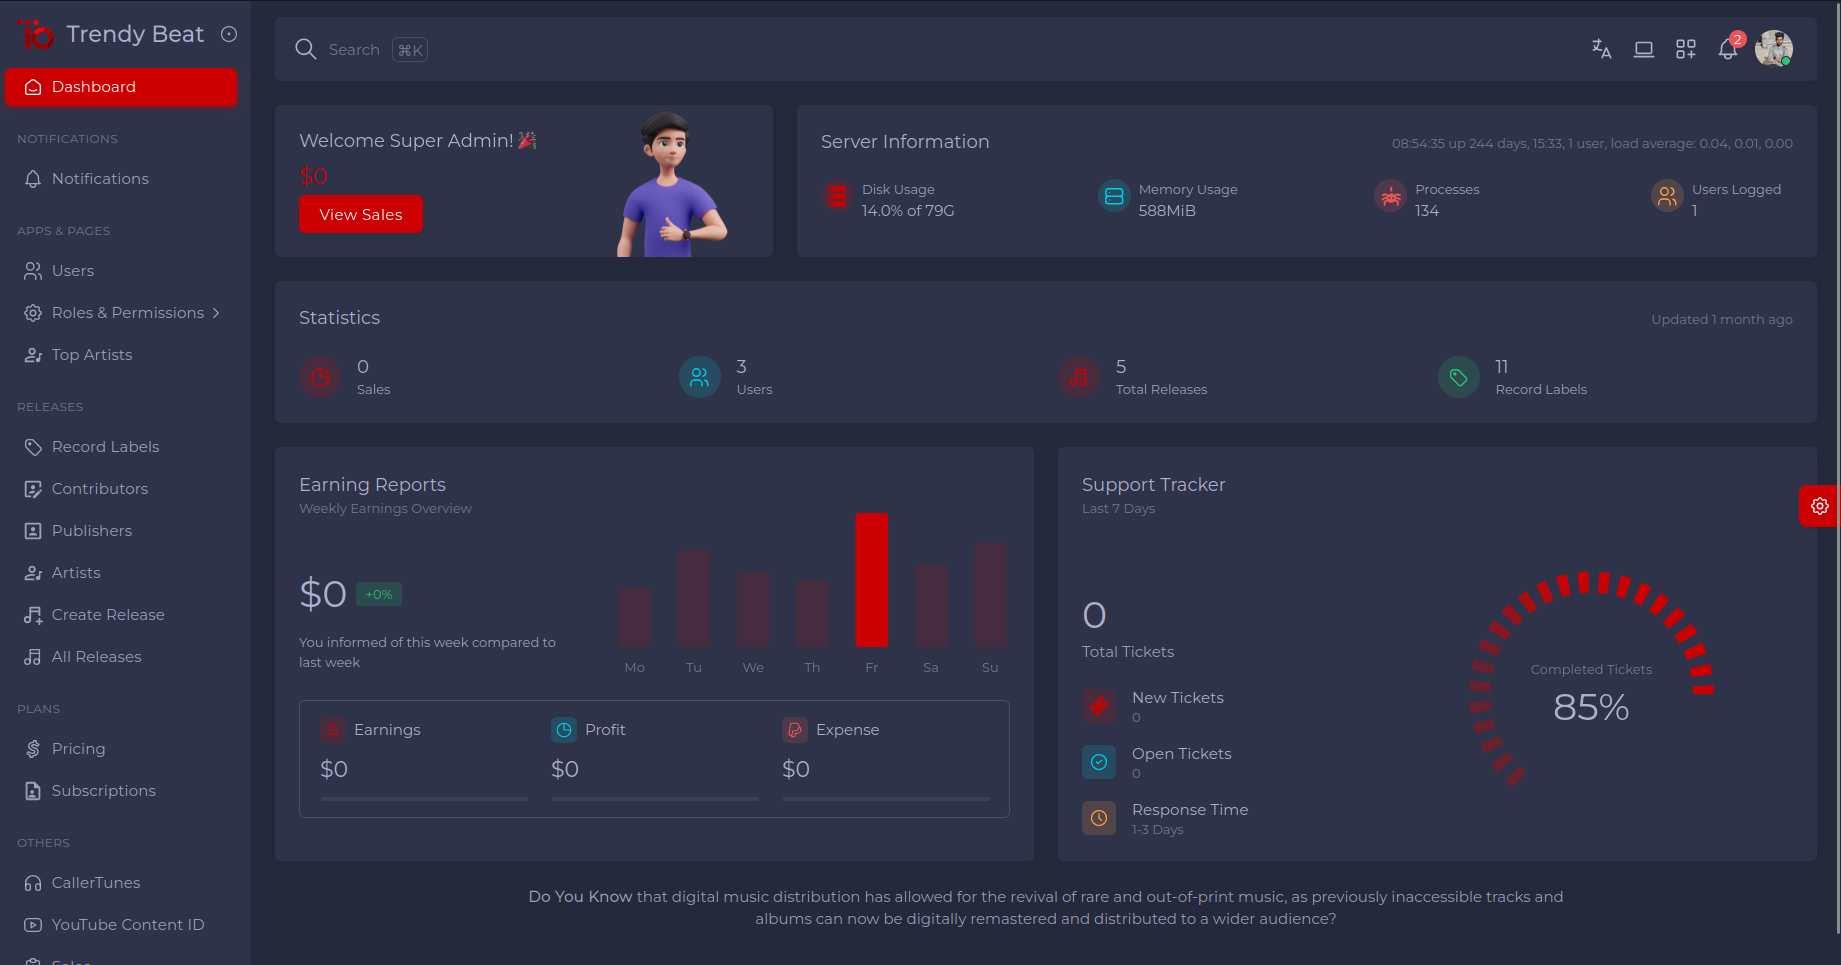 Trendy Beat
Dashboard
NOTIFICATIONS
Notifications
APPS & PAGES
Users
Roles & Permissions
Top Artists
RELEASES
Record Labels
Contributors
Publishers
Artists
Create Release
All Releases
PLANS
Pricing
Subscriptions
OTHERS
CallerTunes
YouTube Content ID
Search ⌘K
2
Welcome Super Admin! 🎉
$0
View Sales
Server Information
08:54:35 up 244 days, 15:33, 1 user, load average: 0.04, 0.01, 0.00
Disk Usage
14.0% of 79G
Memory Usage
588MiB
Processes
134
Users Logged
1
Statistics
Updated 1 month ago
0
Sales
3
Users
5
Total Releases
11
Record Labels
Earning Reports
Weekly Earnings Overview
$0 +0%
You informed of this week compared to
last week
Mo Tu We Th Fr Sa Su
Earnings
$0
Profit
$0
Expense
$0
Support Tracker
Last 7 Days
0
Total Tickets
New Tickets
0
Open Tickets
0
Response Time
1-3 Days
Completed Tickets
85%
Do You Know that digital music distribution has allowed for the revival of rare and out-of-print music, as previously inaccessible tracks and
albums can now be digitally remastered and distributed to a wider audience?